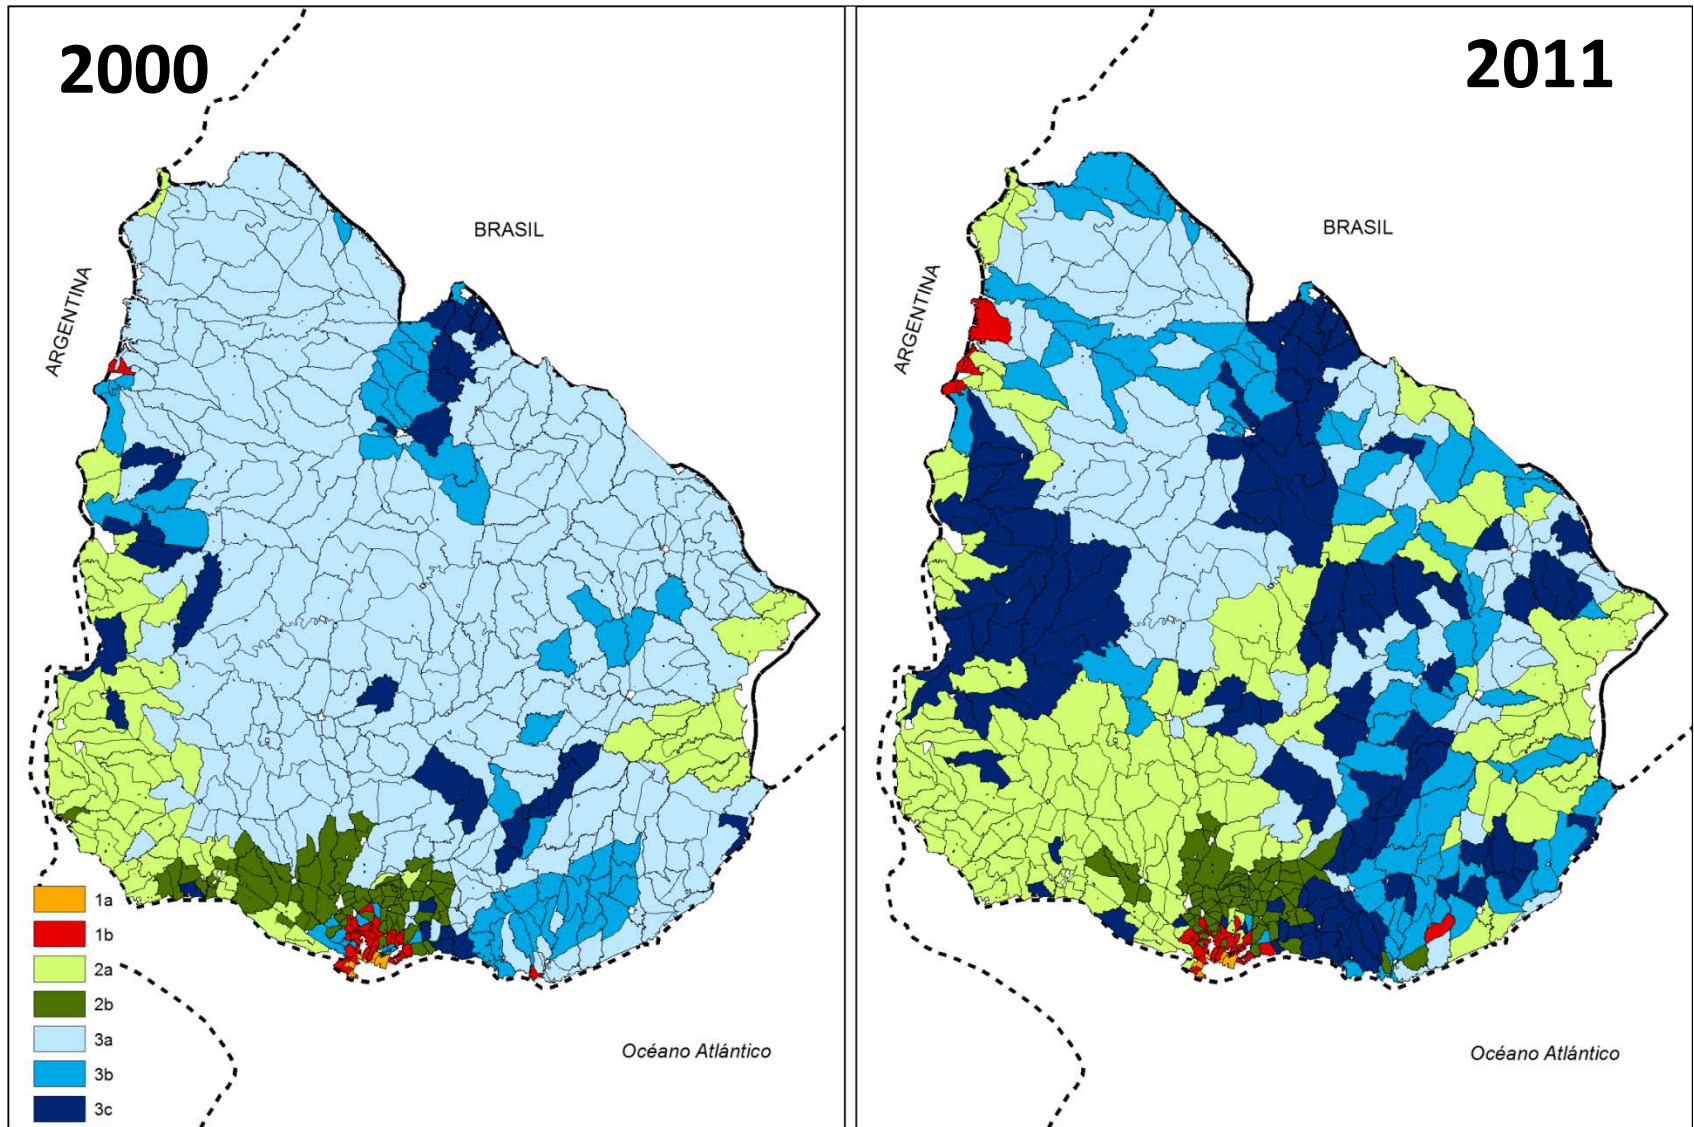 2000
2011
BRASIL
BRASIL
ARGENTINA
ARGENTINA
1a
1b
2a
2b
3a
3b
3c
Océano Atlántico
Océano Atlántico